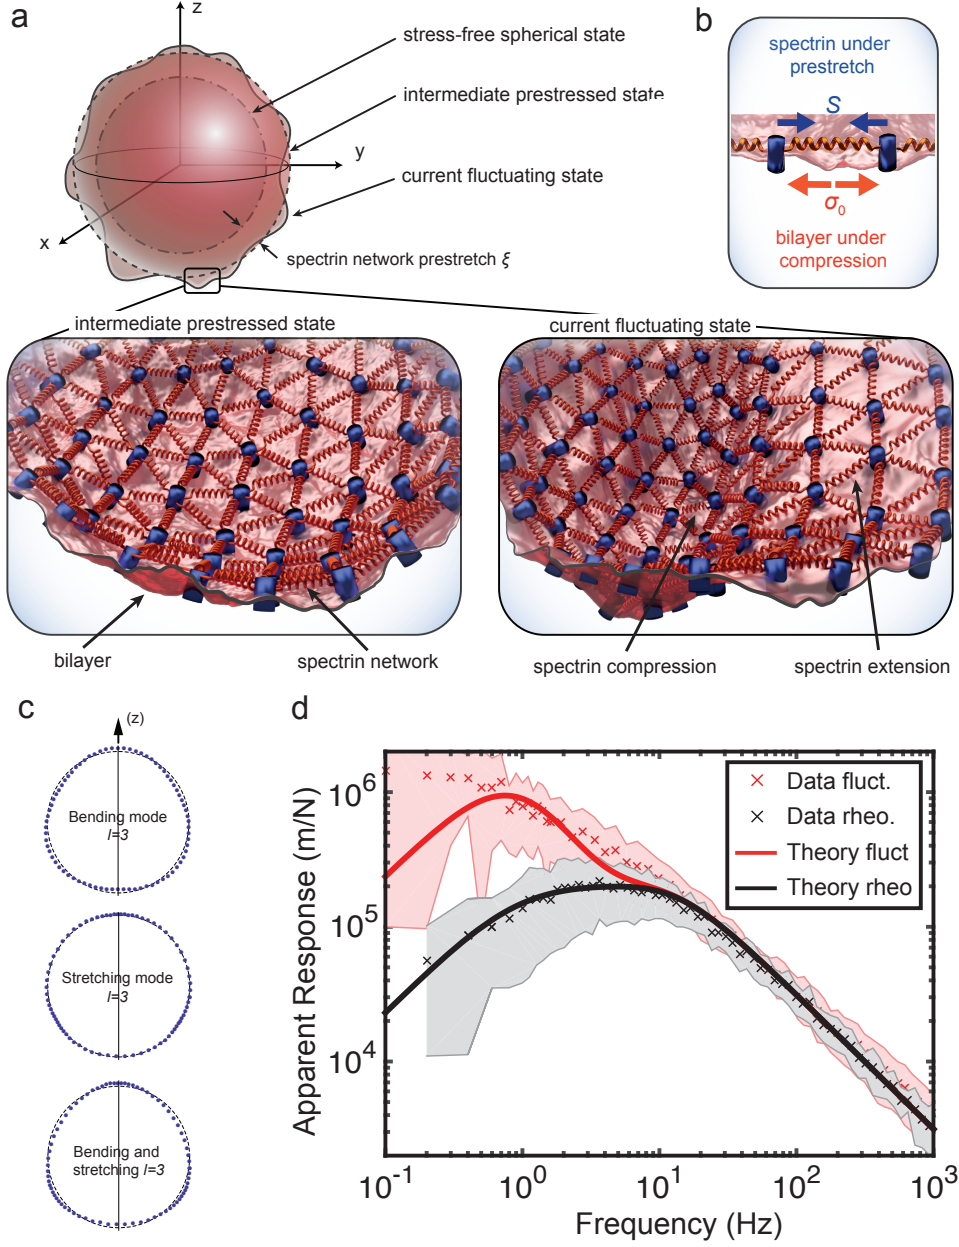 a
z
stress-free spherical state
intermediate prestressed state
y
current fluctuating state
x
spectrin network prestretch ξ
b
spectrin under
prestretch
S
σ0
bilayer under
compression
intermediate prestressed state
current fluctuating state
bilayer
spectrin network
spectrin compression
spectrin extension
c
(z)
Bending mode
l=3
Stretching mode
l=3
Bending and
stretching l=3
d
Apparent Response (m/N)
10^6
10^5
10^4
Data fluct.
Data rheo.
Theory fluct
Theory rheo
10^-1
10^0
10^1
10^2
10^3
Frequency (Hz)